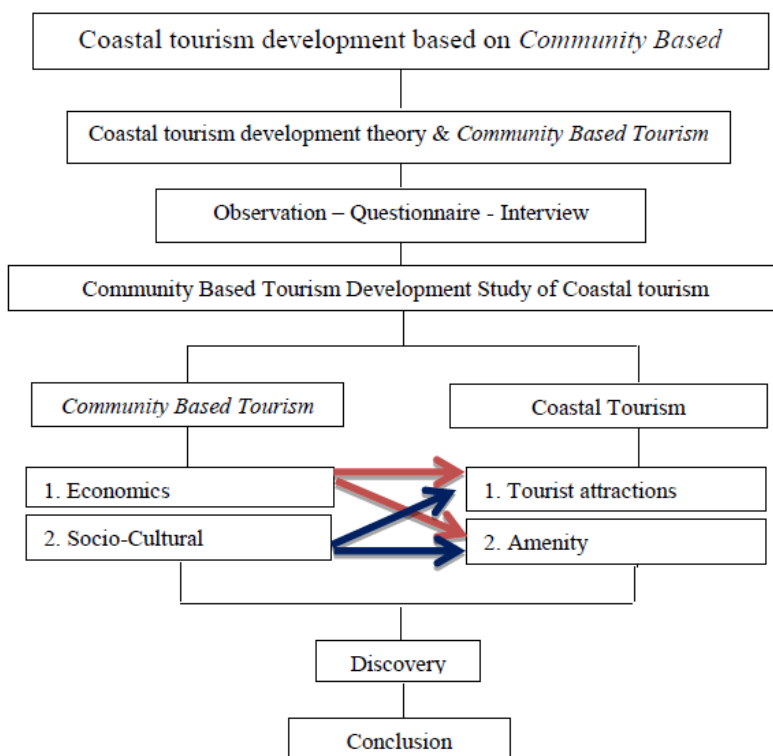 Coastal tourism development based on Community Based
Coastal tourism development theory & Community Based Tourism
Observation – Questionnaire - Interview
Community Based Tourism Development Study of Coastal tourism
Community Based Tourism
Coastal Tourism
1. Economics
1. Tourist attractions
2. Socio-Cultural
2. Amenity
Discovery
Conclusion